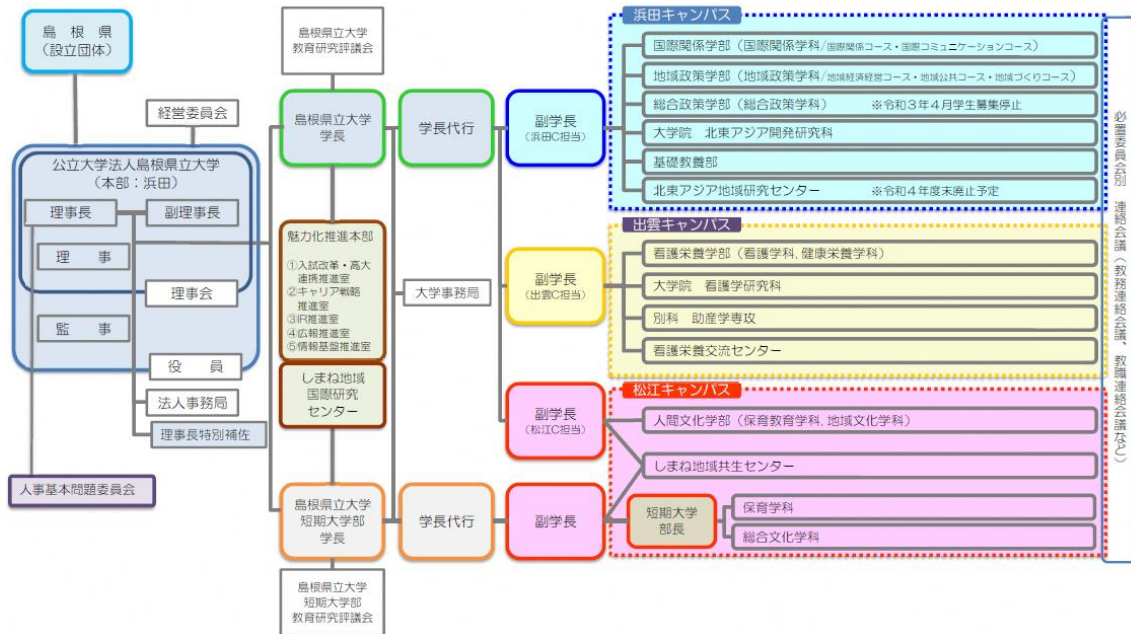 島 根 県
(設立団体)
経営委員会
公立大学法人島根県立大学
(本部:浜田)
理事長
副理事長
理 事
理事会
監 事
役 員
法人事務局
理事長特別補佐
人事基本問題委員会
島根県立大学
教育研究評議会
島根県立大学
学長
魅力化推進本部
①入試改革・高大
連携推進室
②キャリア戦略
推進室
③IR推進室
④広報推進室
⑤情報基盤推進室
しまね地域
国際研究
センター
島根県立大学
短期大学部
学長
島根県立大学
短期大学部
教育研究評議会
学長代行
大学事務局
学長代行
副学長
(浜田C担当)
副学長
(出雲C担当)
副学長
(松江C担当)
副学長
浜田キャンパス
国際関係学部(国際関係学科/国際関係コース・国際コミュニケーションコース)
地域政策学部(地域政策学科/地域経済経営コース・地域公共コース・地域づくりコース)
総合政策学部(総合政策学科) ※令和3年4月学生募集停止
大学院 北東アジア開発研究科
基礎教養部
北東アジア地域研究センター ※令和4年度末廃止予定
出雲キャンパス
看護栄養学部(看護学科、健康栄養学科)
大学院 看護学研究科
別科 助産学専攻
看護栄養交流センター
松江キャンパス
人間文化学部(保育教育学科、地域文化学科)
しまね地域共生センター
短期大学
部長
保育学科
総合文化学科
必置委員会別 連絡会議(教務連絡会議、教職連絡会議など)